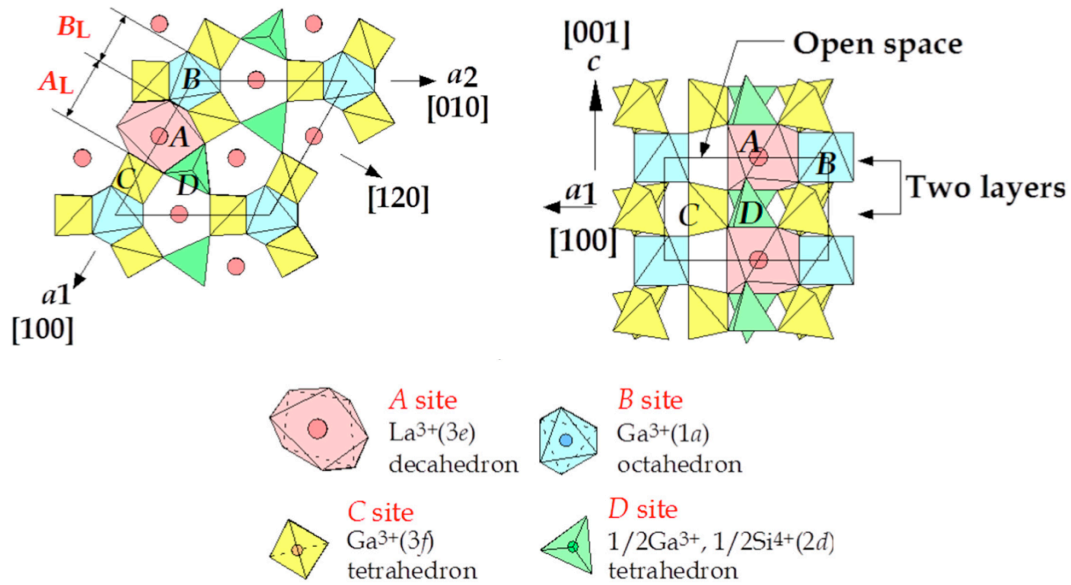 BL
AL
B
A
C
D
a2
[010]
[120]
a1
[100]
[001]
c
Open space
A
B
a1
[100]
C
D
Two layers
A site
La3+(3e)
decahedron
B site
Ga3+(1a)
octahedron
C site
Ga3+(3f)
tetrahedron
D site
1/2Ga3+, 1/2Si4+(2d)
tetrahedron